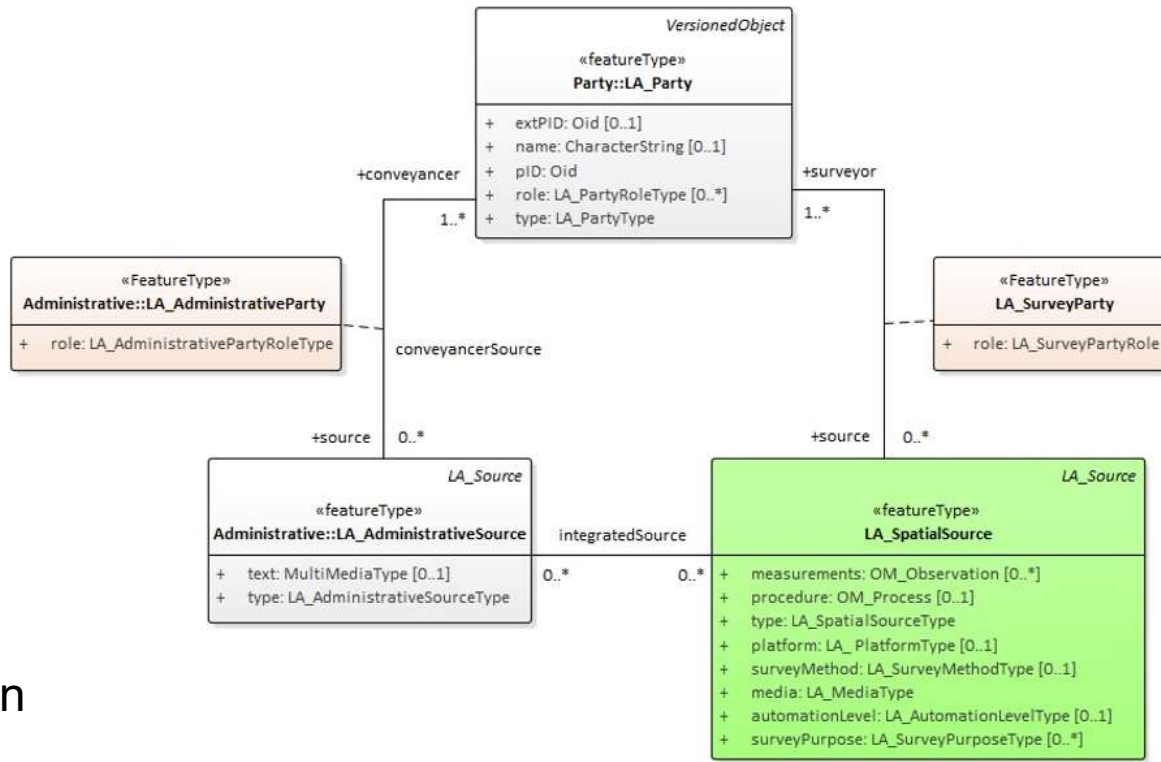 VersionedObject
«featureType»
Party::LA_Party
+ extPID: Oid [0..1]
+ name: CharacterString [0..1]
+ pID: Oid
+ role: LA_PartyRoleType [0..*]
+ type: LA_PartyType
+conveyancer
1..*
+surveyor
1..*
«FeatureType»
Administrative::LA_AdministrativeParty
+ role: LA_AdministrativePartyRoleType
«FeatureType»
LA_SurveyParty
+ role: LA_SurveyPartyRole
conveyancerSource
+source 0..*
+source 0..*
LA_Source
«featureType»
Administrative::LA_AdministrativeSource
+ text: MultiMediaType [0..1]
+ type: LA_AdministrativeSourceType
integratedSource
0..* 0..*
LA_Source
«featureType»
LA_SpatialSource
+ measurements: OM_Observation [0..*]
+ procedure: OM_Process [0..1]
+ type: LA_SpatialSourceType
+ platform: LA_ PlatformType [0..1]
+ surveyMethod: LA_SurveyMethodType [0..1]
+ media: LA_MediaType
+ automationLevel: LA_AutomationLevelType [0..1]
+ surveyPurpose: LA_SurveyPurposeType [0..*]
n